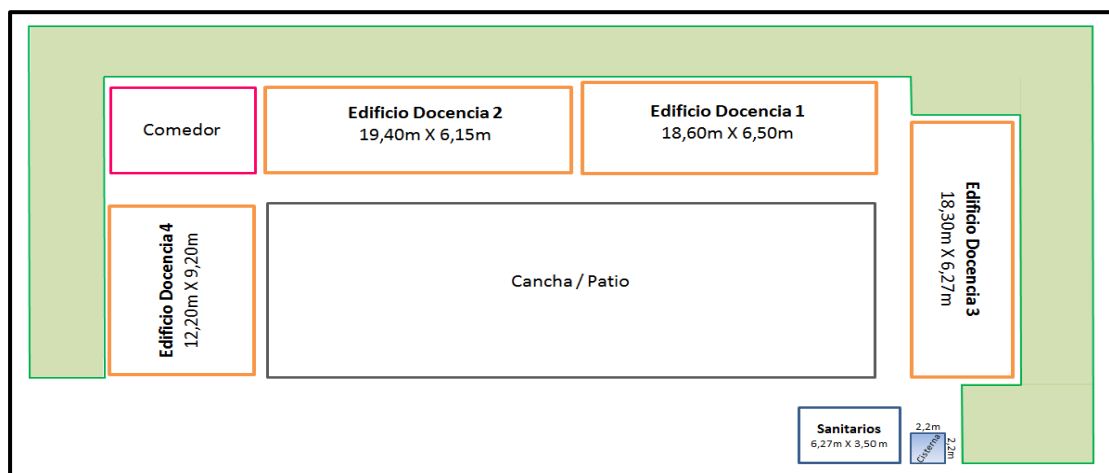 Comedor
Edificio Docencia 2
19,40m X 6,15m
Edificio Docencia 1
18,60m X 6,50m
Edificio Docencia 3
18,30m X 6,27m
Edificio Docencia 4
12,20m X 9,20m
Cancha / Patio
Sanitarios
6,27m X 3,50 m
2,2m
Cisterna
2,2m